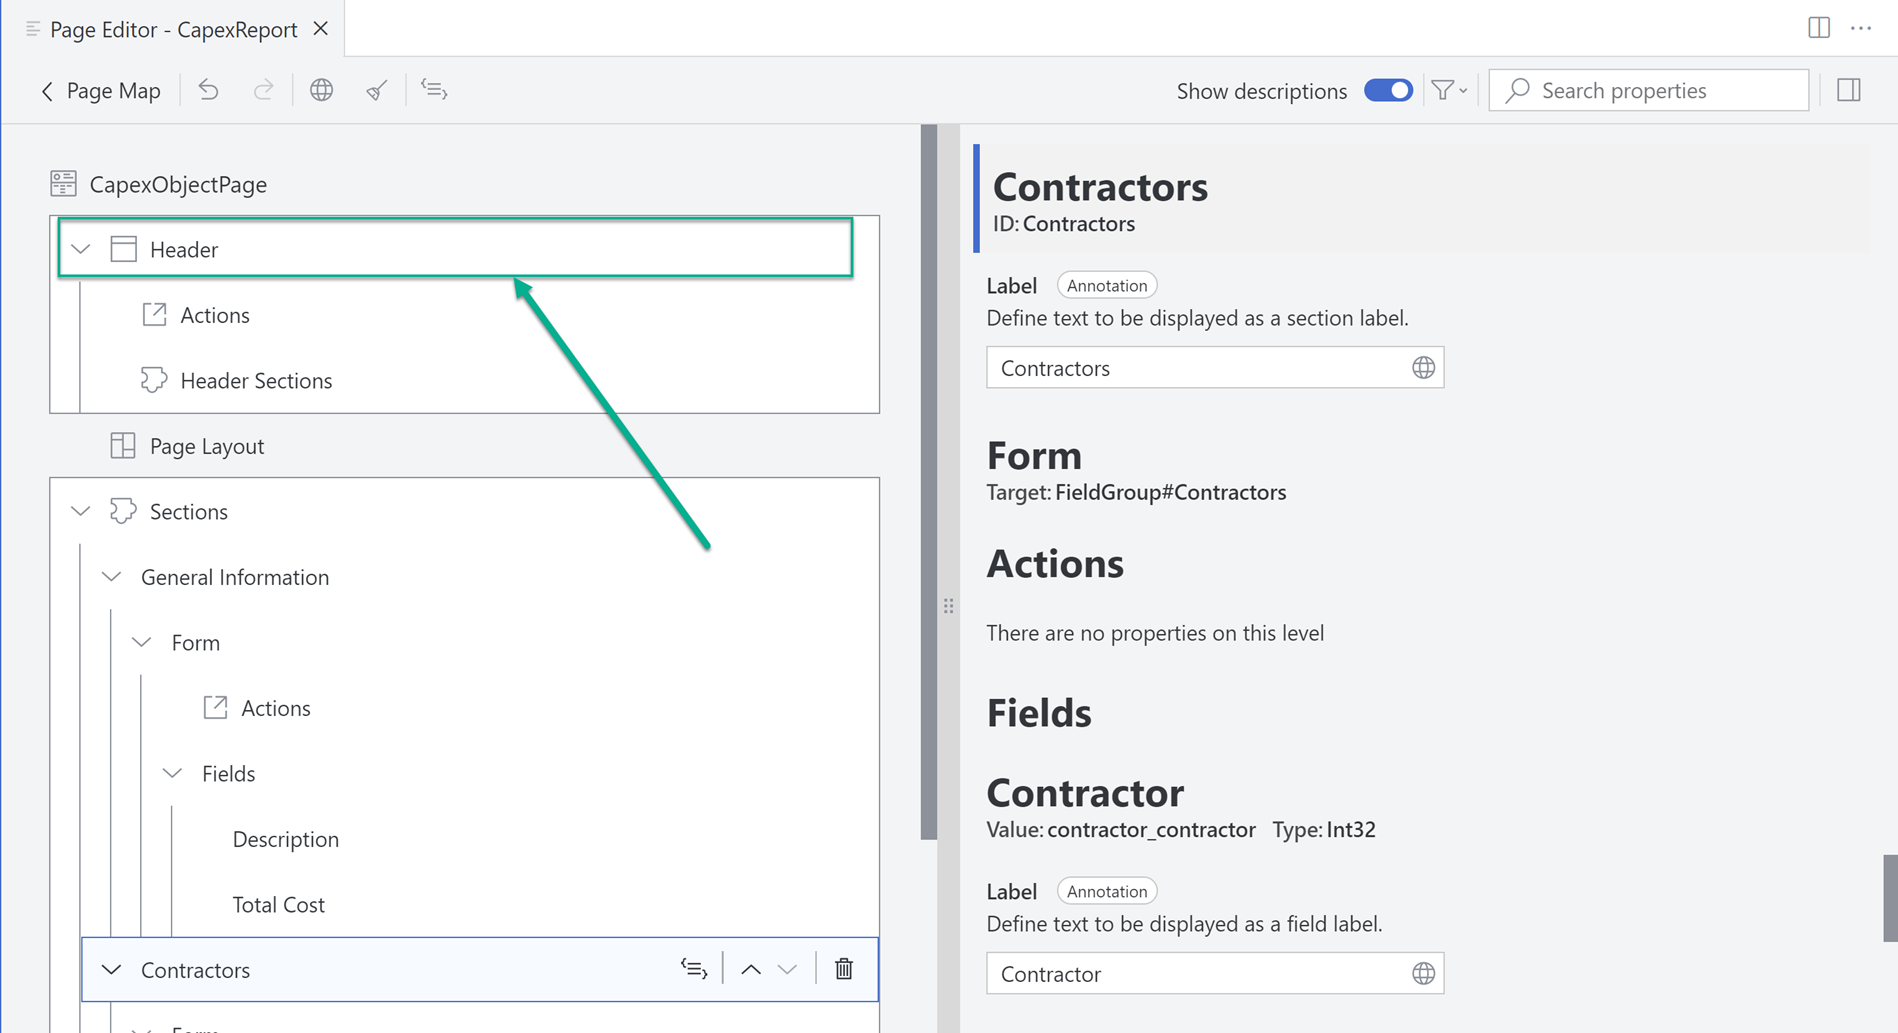 Page Editor - CapexReport
Page Map
Show descriptions
Search properties
CapexObjectPage
Header
Actions
Header Sections
Page Layout
Sections
General Information
Form
Actions
Fields
Description
Total Cost
Contractors
Form
Contractors
ID: Contractors
Label Annotation
Define text to be displayed as a section label.
Contractors
Form
Target: FieldGroup#Contractors
Actions
There are no properties on this level
Fields
Contractor
Value: contractor_contractor Type: Int32
Label Annotation
Define text to be displayed as a field label.
Contractor